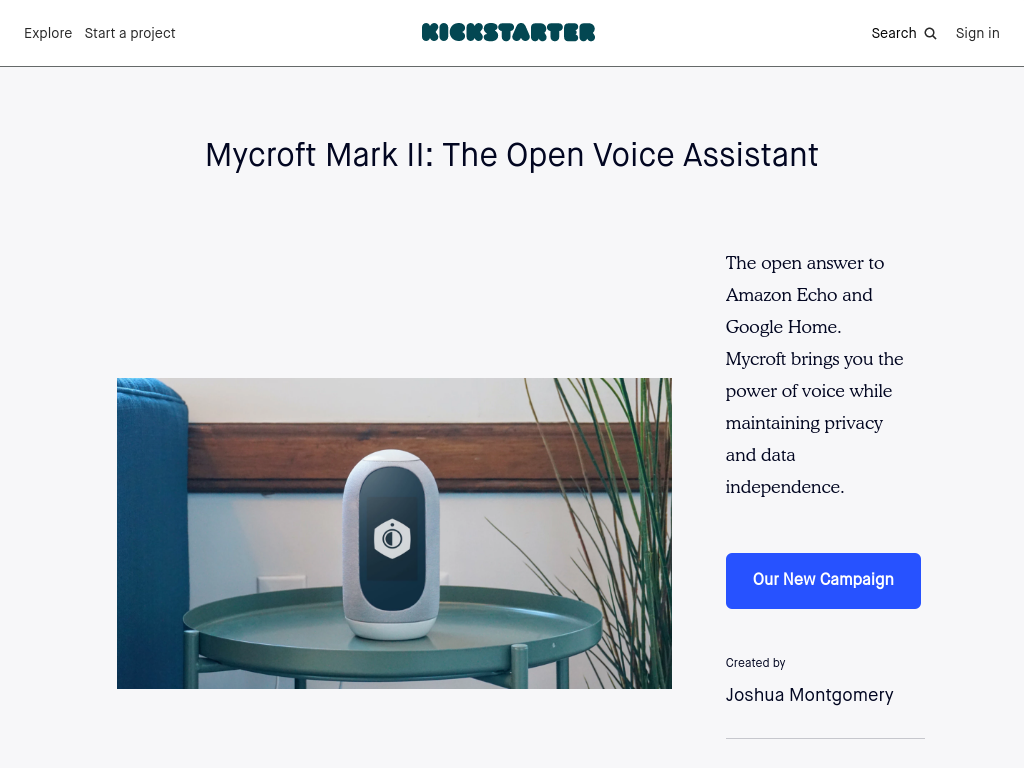 Explore Start a project KICKSTARTER Search Sign in
Mycroft Mark II: The Open Voice Assistant
The open answer to
Amazon Echo and
Google Home.
Mycroft brings you the
power of voice while
maintaining privacy
and data
independence.
Our New Campaign
Created by
Joshua Montgomery